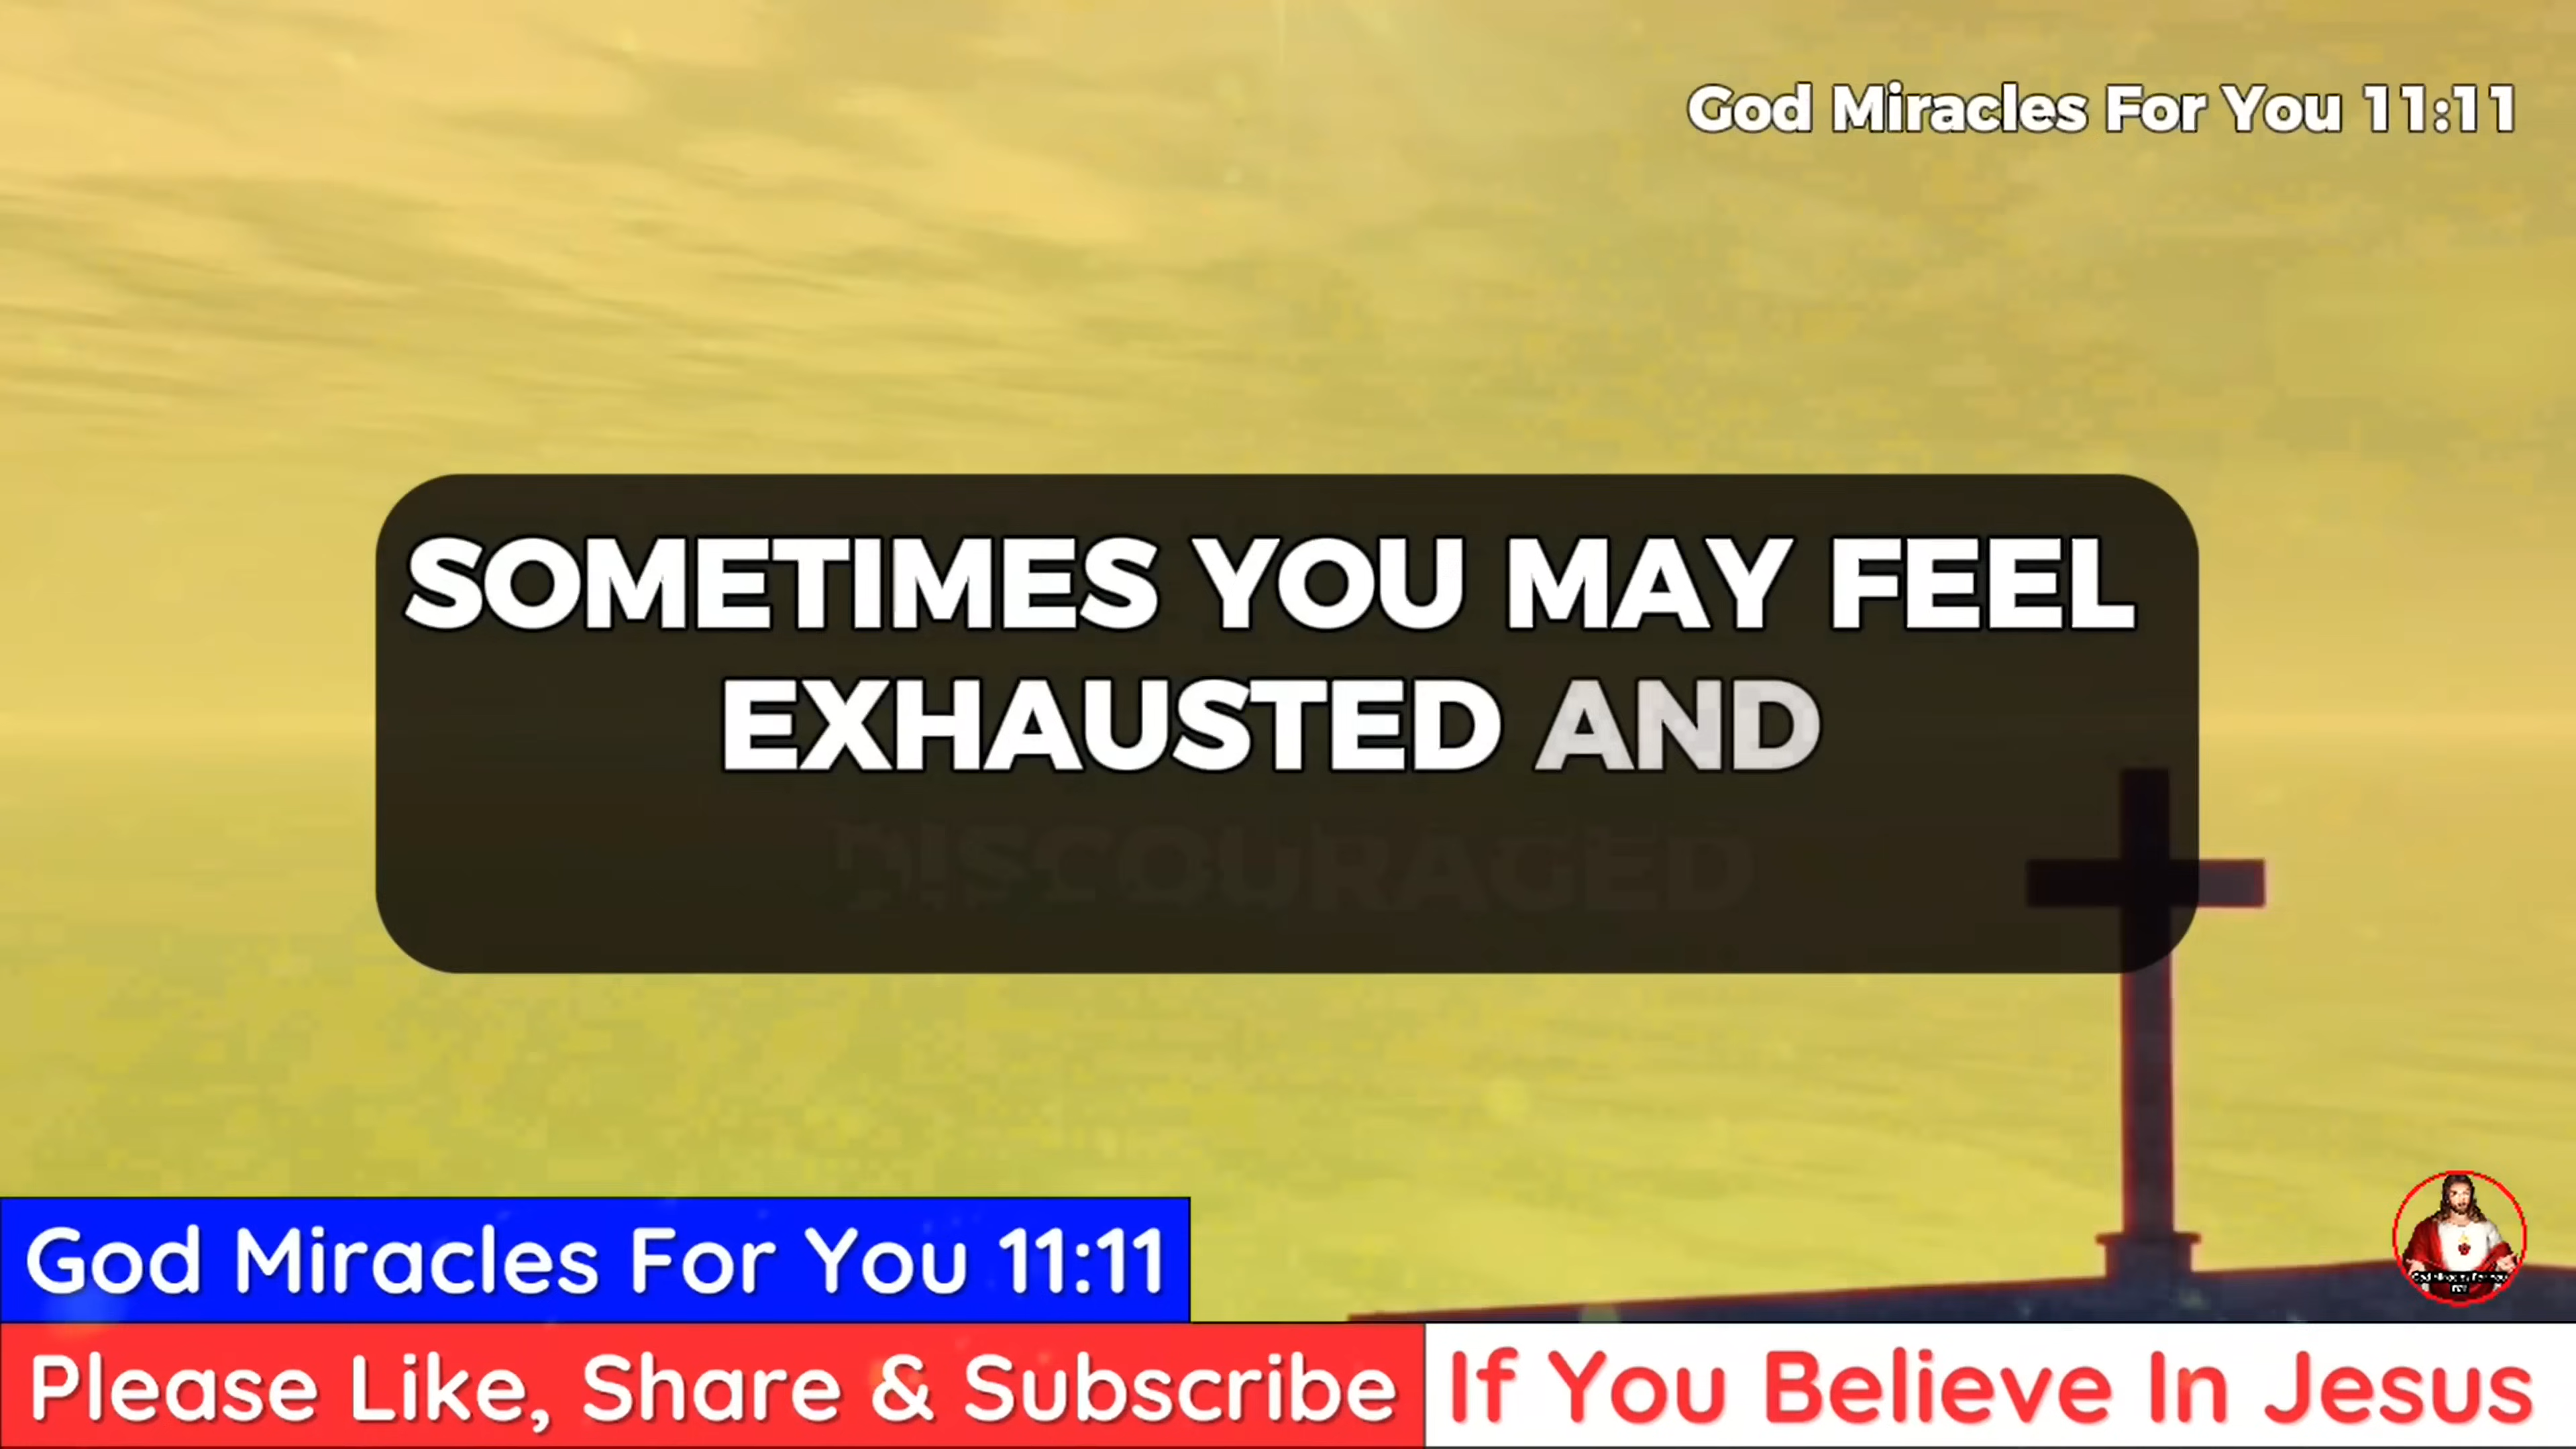 God Miracles For You 11:11
SOMETIMES YOU MAY FEEL
EXHAUSTED AND
DISCOURAGED
God Miracles For You 11:11
Please Like, Share & Subscribe
If You Believe In Jesus